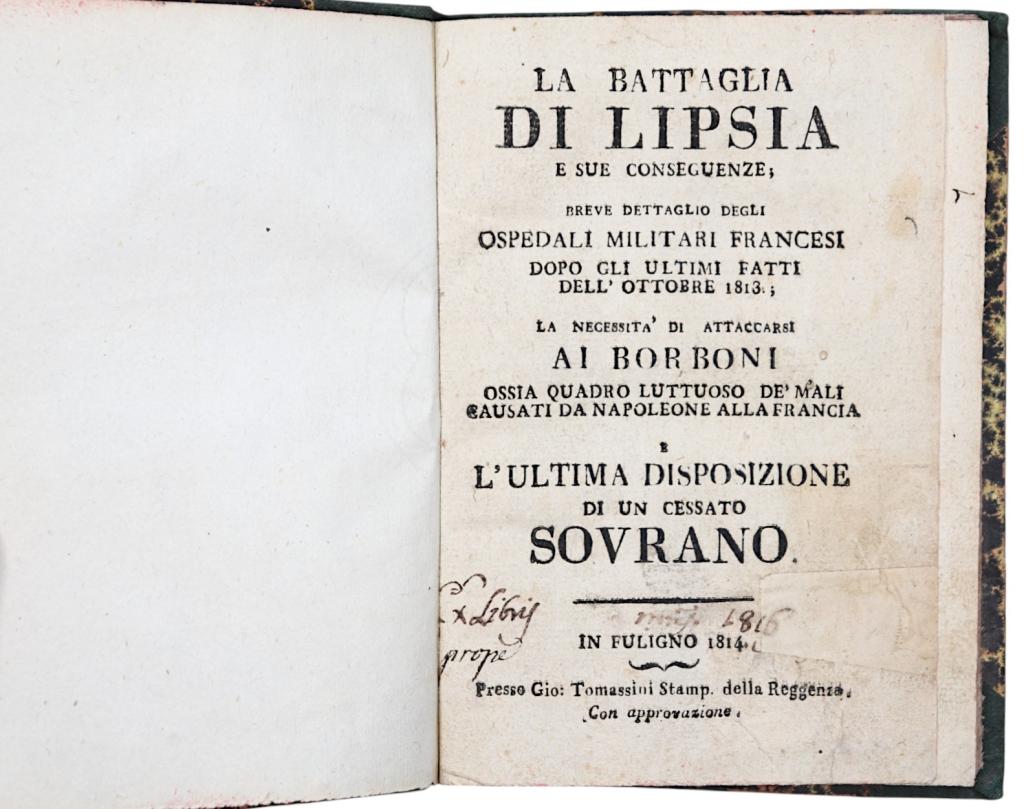 LA BATTAGLIA
DI LIPSIA
E SUE CONSEGUENZE;
BREVE DETTAGLIO DEGLI
OSPEDALI MILITARI FRANCESI
DOPO GLI ULTIMI FATTI
DELL' OTTOBRE 1813.;
LA NECESSITA' DI ATTACCARSI
AI BORBONI
OSSIA QUADRO LUTTUOSO DE' MALI
CAUSATI DA NAPOLEONE ALLA FRANCIA
E
L'ULTIMA DISPOSIZIONE
DI UN CESSATO
SOVRANO.
Ex Libris
1816
prope
IN FULIGNO 1814.
Presso Gio: Tomassini Stamp. della Reggenza.
Con approvazione.